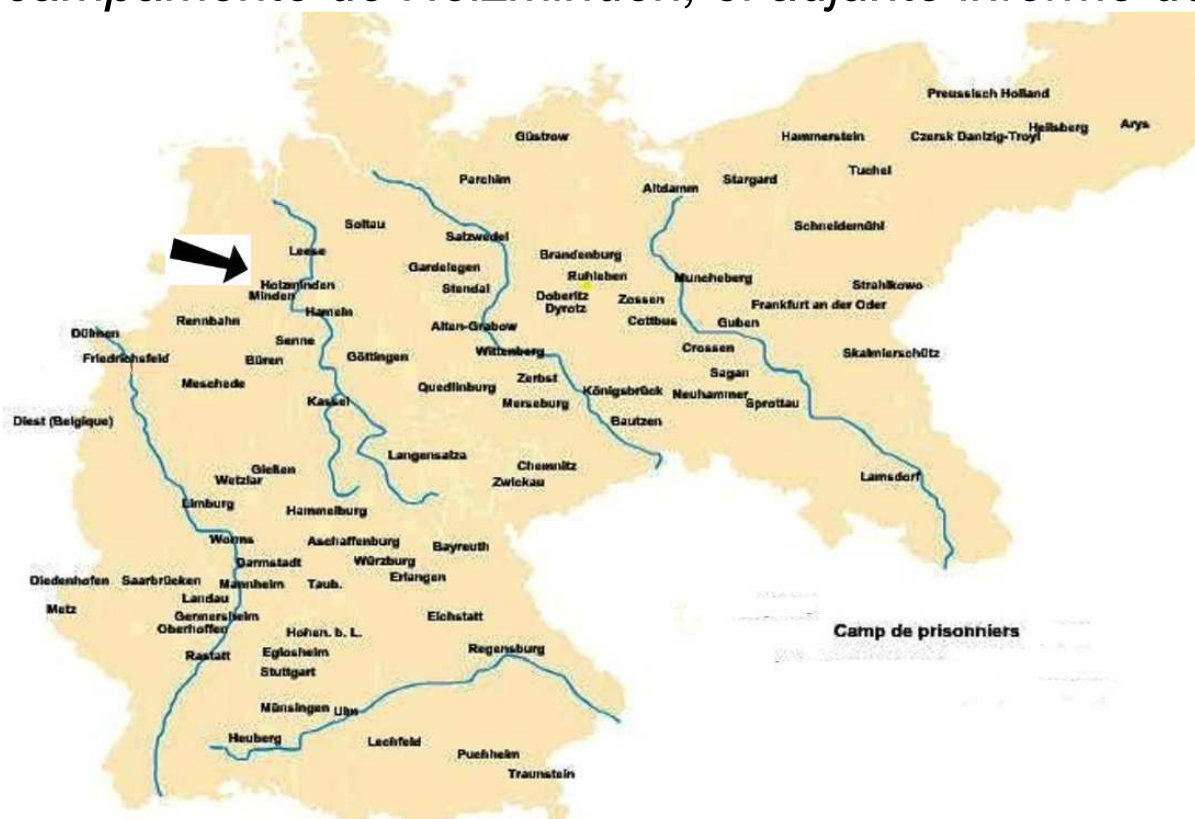 campamento de Holzminden, el adjunto informe de
Preussisch Holland
Güstrow
Hammerstein
Czersk Dantzig-Troyl
Heilsberg
Arys
Parchim
Altdamm
Stargard
Tuchel
Soltau
Salzwedel
Schneidemühl
Leese
Gardelegen
Brandenburg
Ruhleben
Muncheberg
Holzminden
Minden
Stendal
Doberitz
Dyrotz
Zossen
Strahlkowo
Frankfurt an der Oder
Hameln
Rennbahn
Alten-Grabow
Cottbus
Guben
Dülmen
Senne
Friedrichsfeld
Büren
Göttingen
Wittenberg
Crossen
Skalmierschütz
Meschede
Quedlinburg
Zerbst
Königsbrück
Sagan
Neuhammer
Sprottau
Kassel
Merseburg
Diest (Belgique)
Bautzen
Langensalza
Chemnitz
Gießen
Wetzlar
Zwickau
Lamsdorf
Limburg
Hammelburg
Worms
Aschaffenburg
Bayreuth
Darmstadt
Würzburg
Diedenhofen
Saarbrücken
Mannheim
Taub.
Erlangen
Metz
Landau
Germersheim
Eichstatt
Oberhoffen
Hohen. b. L.
Camp de prisonniers
Rastatt
Eglosheim
Regensburg
Stuttgart
Münsingen
Ulm
Heuberg
Lechfeld
Puchheim
Traunstein